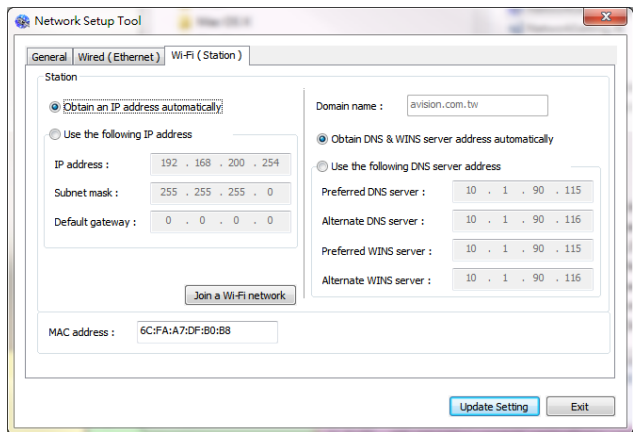 Network Setup Tool
General
Wired ( Ethernet )
Wi-Fi ( Station )
Station
Obtain an IP address automatically
Use the following IP address
IP address :
192 . 168 . 200 . 254
Subnet mask :
255 . 255 . 255 . 0
Default gateway :
0 . 0 . 0 . 0
Join a Wi-Fi network
Domain name :
avision.com.tw
Obtain DNS & WINS server address automatically
Use the following DNS server address
Preferred DNS server :
10 . 1 . 90 . 115
Alternate DNS server :
10 . 1 . 90 . 116
Preferred WINS server :
10 . 1 . 90 . 115
Alternate WINS server :
10 . 1 . 90 . 116
MAC address :
6C:FA:A7:DF:B0:B8
Update Setting
Exit